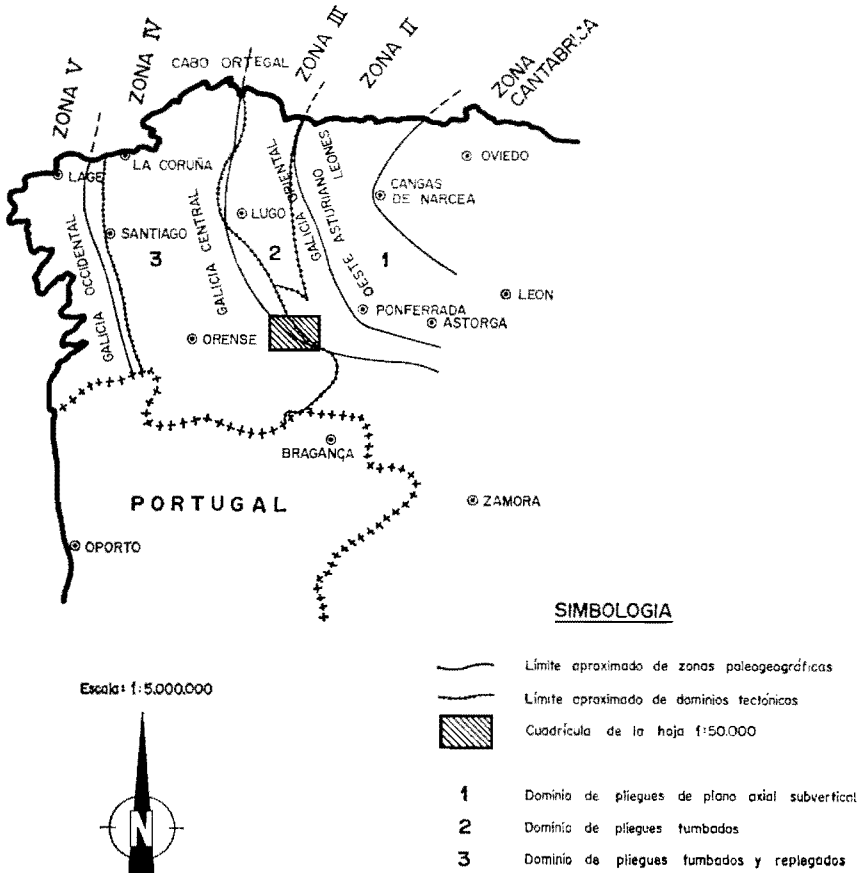 ZONA V
ZONA IV
CABO ORTEGAL
ZONA III
ZONA II
ZONA CANTABRICA
LAGE
LA CORUÑA
OVIEDO
CANGAS DE NARCEA
SANTIAGO
LUGO
GALICIA OCCIDENTAL
GALICIA CENTRAL
GALICIA ORIENTAL
OESTE ASTURIANO LEONES
3
2
1
LEON
PONFERRADA
ASTORGA
ORENSE
BRAGANÇA
PORTUGAL
ZAMORA
OPORTO
SIMBOLOGIA
Límite aproximado de zonas paleogeográficas
Límite aproximado de dominios tectónicos
Cuadrícula de la hoja 1:50.000
Escala: 1:5.000.000
N
1 Dominio de pliegues de plano axial subvertical
2 Dominio de pliegues tumbados
3 Dominio de pliegues tumbados y replegados